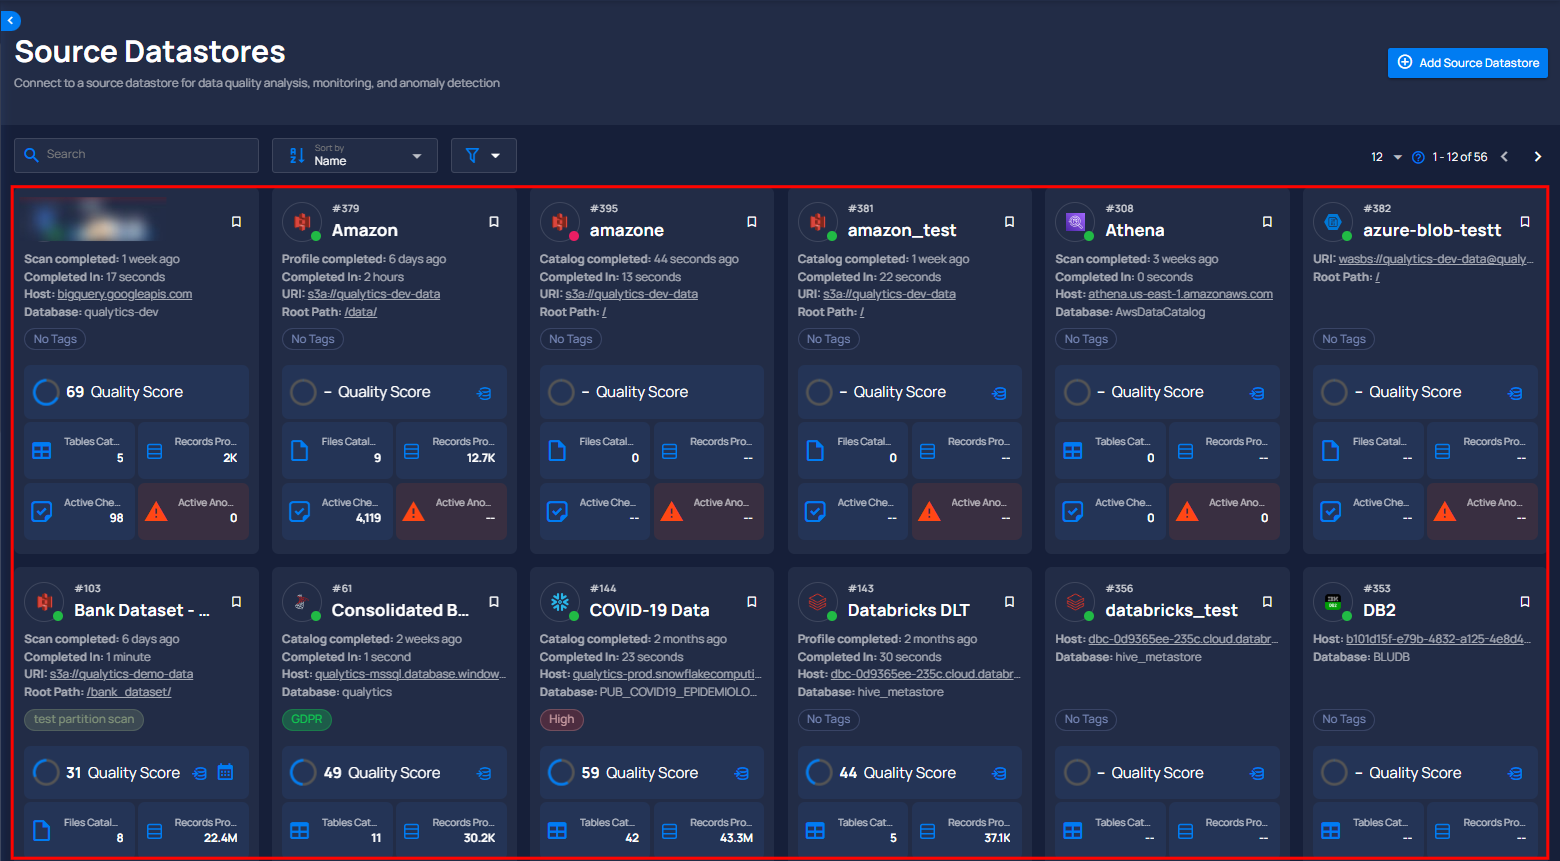 Source Datastores
Connect to a source datastore for data quality analysis, monitoring, and anomaly detection
Add Source Datastore
Search
Sort by
Name
12
1 - 12 of 56
Scan completed: 1 week ago
Completed In: 17 seconds
Host: bigquery.googleapis.com
Database: qualytics-dev
No Tags
69 Quality Score
Tables Cat...
5
Records Pro...
2K
Active Che...
98
Active Ano...
0
#379
Amazon
Profile completed: 6 days ago
Completed In: 2 hours
URI: s3a://qualytics-dev-data
Root Path: /data/
No Tags
– Quality Score
Files Catal...
9
Records Pro...
12.7K
Active Che...
4,119
Active Ano...
--
#395
amazone
Catalog completed: 44 seconds ago
Completed In: 13 seconds
URI: s3a://qualytics-dev-data
Root Path: /
No Tags
– Quality Score
Files Catal...
0
Records Pro...
--
Active Che...
--
Active Ano...
--
#381
amazon_test
Catalog completed: 1 week ago
Completed In: 22 seconds
URI: s3a://qualytics-dev-data
Root Path: /
No Tags
– Quality Score
Files Catal...
0
Records Pro...
--
Active Che...
--
Active Ano...
--
#308
Athena
Scan completed: 3 weeks ago
Completed In: 0 seconds
Host: athena.us-east-1.amazonaws.com
Database: AwsDataCatalog
No Tags
– Quality Score
Tables Cat...
0
Records Pro...
--
Active Che...
0
Active Ano...
0
#382
azure-blob-testt
URI: wasbs://qualytics-dev-data@qualy...
Root Path: /
No Tags
– Quality Score
Files Catal...
--
Records Pro...
--
Active Che...
--
Active Ano...
--
#103
Bank Dataset - ...
Scan completed: 6 days ago
Completed In: 1 minute
URI: s3a://qualytics-demo-data
Root Path: /bank_dataset/
test partition scan
31 Quality Score
Files Catal...
8
Records Pro...
22.4M
#61
Consolidated B...
Catalog completed: 2 weeks ago
Completed In: 1 second
Host: qualytics-mssql.database.window...
Database: qualytics
GDPR
49 Quality Score
Tables Cat...
11
Records Pro...
30.2K
#144
COVID-19 Data
Catalog completed: 2 months ago
Completed In: 23 seconds
Host: qualytics-prod.snowflakecomputi...
Database: PUB_COVID19_EPIDEMIOLO...
High
59 Quality Score
Tables Cat...
42
Records Pro...
43.3M
#143
Databricks DLT
Profile completed: 2 months ago
Completed In: 30 seconds
Host: dbc-0d9365ee-235c.cloud.databr...
Database: hive_metastore
No Tags
44 Quality Score
Tables Cat...
5
Records Pro...
37.1K
#356
databricks_test
Host: dbc-0d9365ee-235c.cloud.databr...
Database: hive_metastore
No Tags
– Quality Score
Tables Cat...
--
Records Pro...
--
#353
DB2
Host: b101d15f-e79b-4832-a125-4e8d4...
Database: BLUDB
No Tags
– Quality Score
Tables Cat...
--
Records Pro...
--